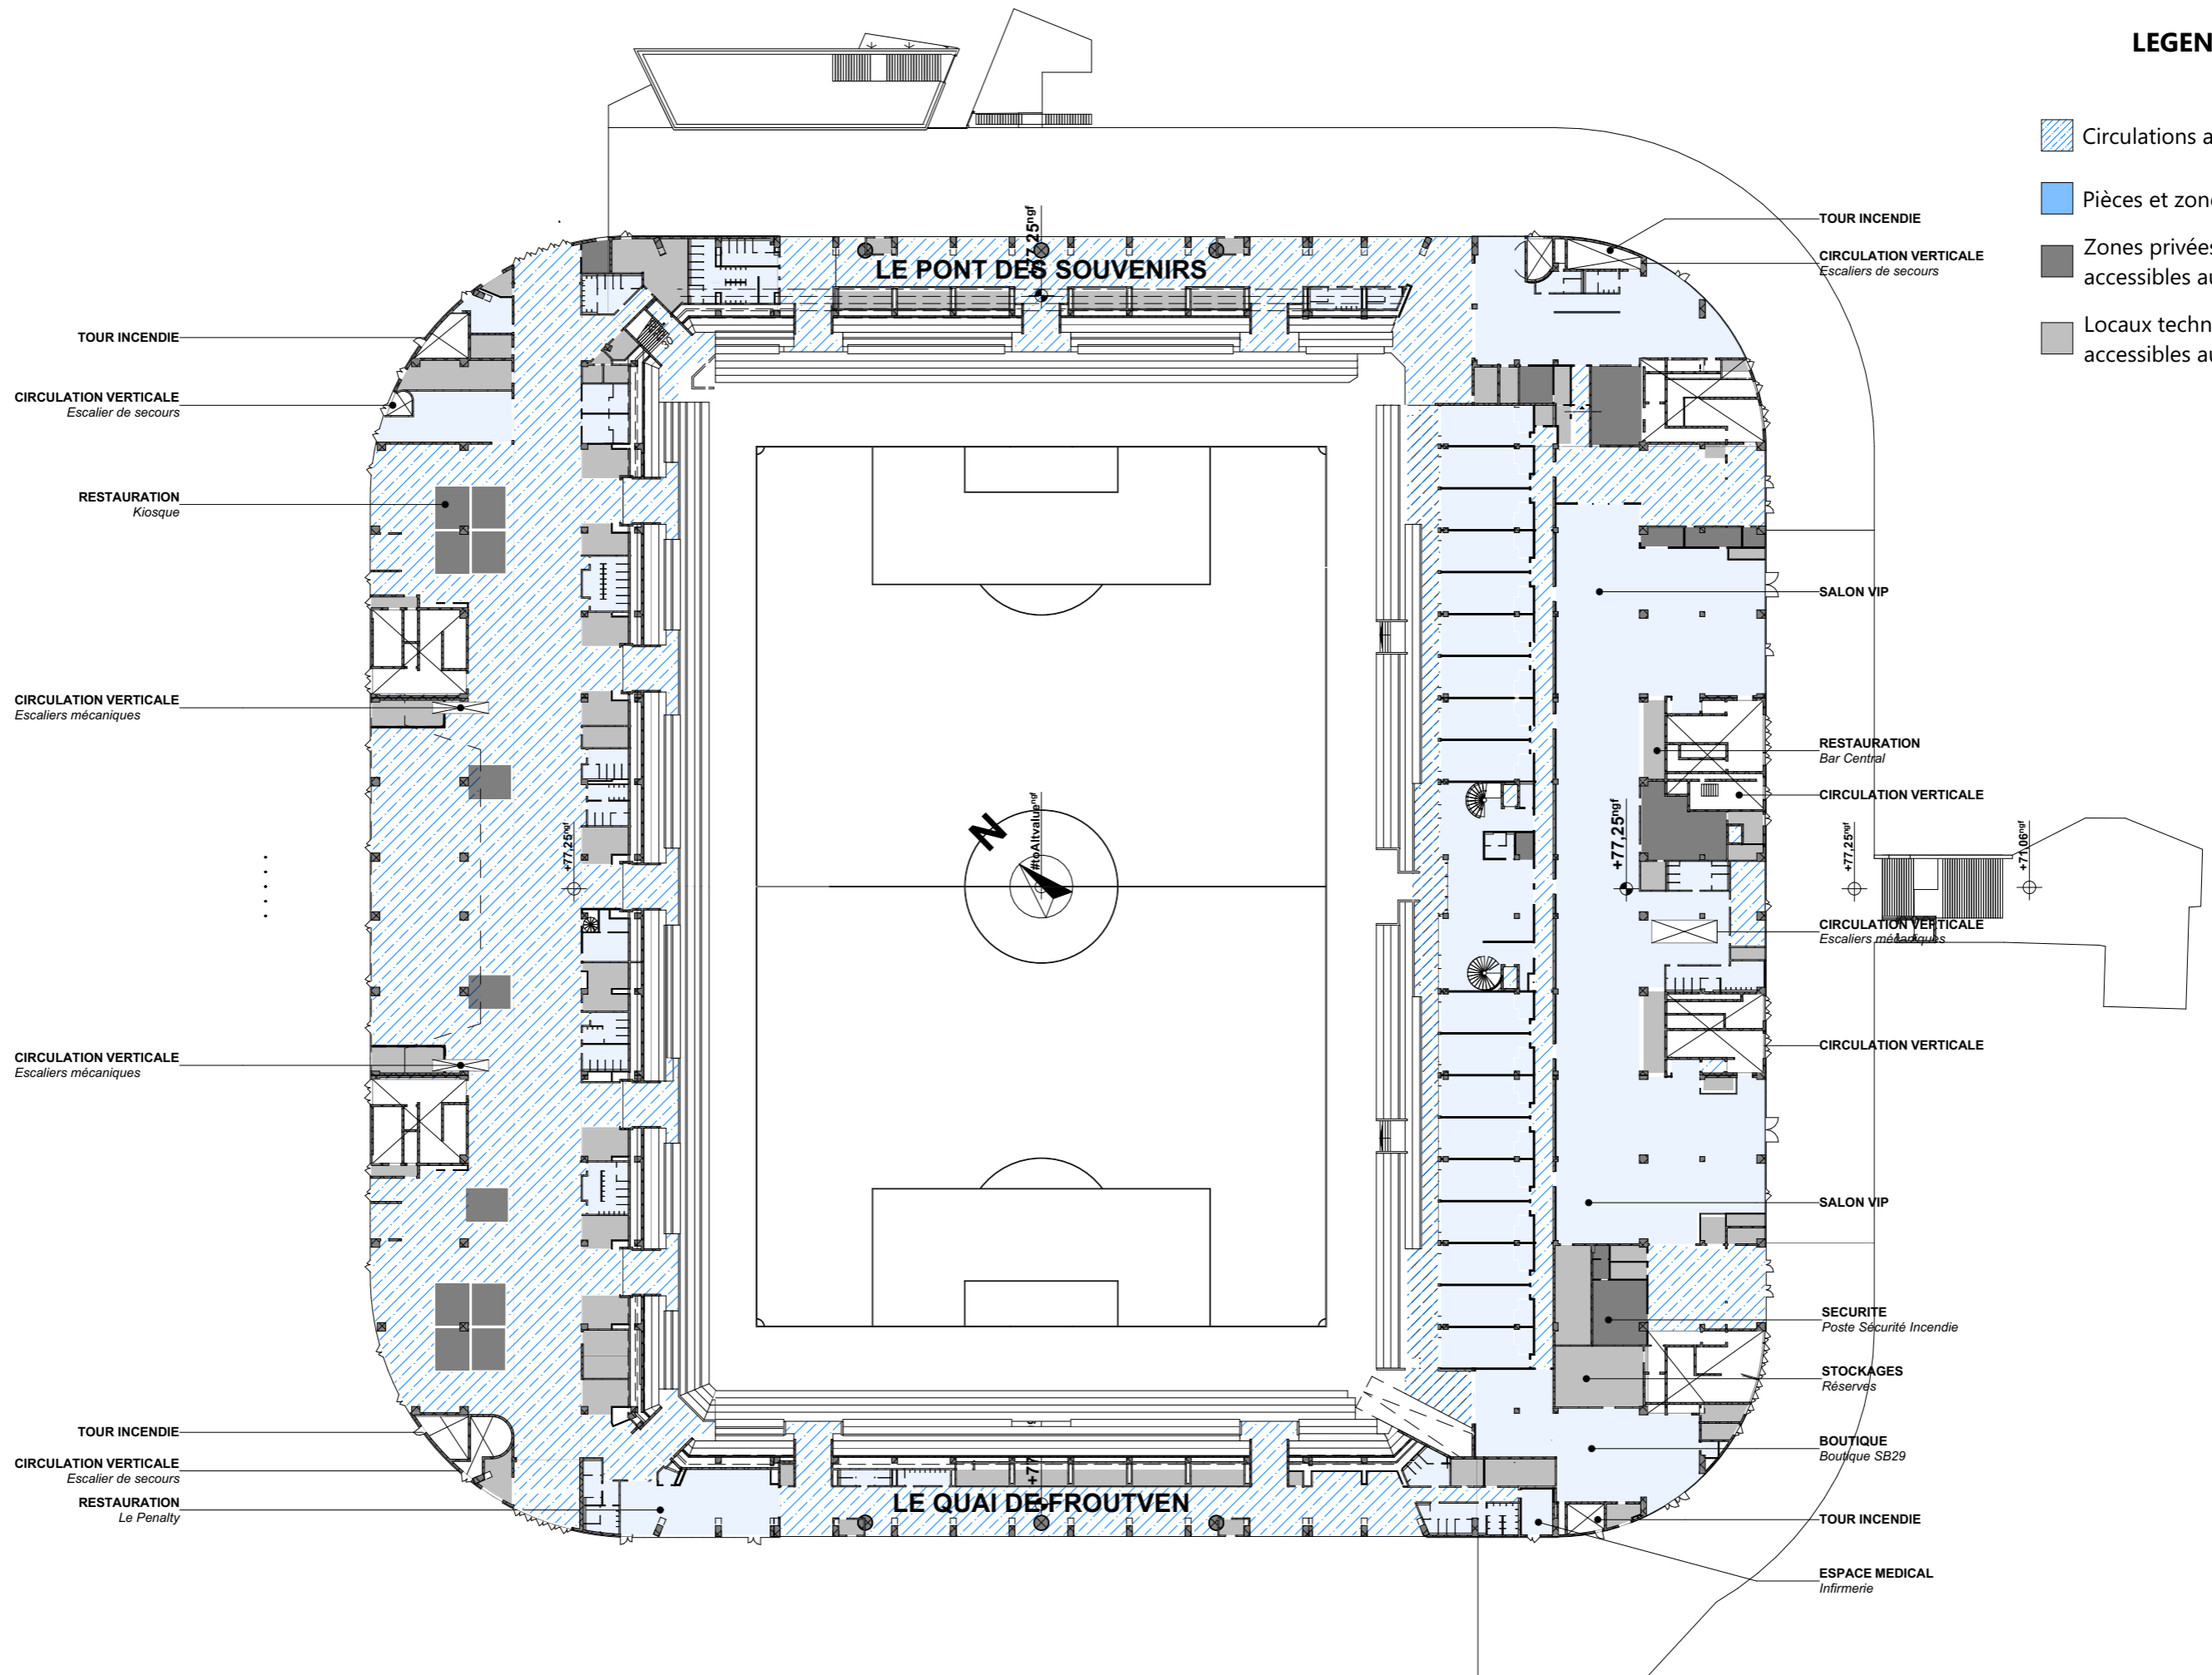 LEGEN
Circulations a
Pièces et zon
Zones privées
accessibles au
Locaux techn
accessibles au
+77,25ngf
LE PONT DES SOUVENIRS
TOUR INCENDIE
CIRCULATION VERTICALE
Escaliers de secours
TOUR INCENDIE
CIRCULATION VERTICALE
Escalier de secours
RESTAURATION
Kiosque
CIRCULATION VERTICALE
Escaliers mécaniques
CIRCULATION VERTICALE
Escaliers mécaniques
TOUR INCENDIE
CIRCULATION VERTICALE
Escalier de secours
RESTAURATION
Le Penalty
30
+77,25ngf
N
#toAltvaluengf
+77,25ngf
+77,25ngf
+71,06ngf
SALON VIP
RESTAURATION
Bar Central
CIRCULATION VERTICALE
CIRCULATION VERTICALE
Escaliers mécaniques
CIRCULATION VERTICALE
SALON VIP
SECURITE
Poste Sécurité Incendie
STOCKAGES
Réserves
BOUTIQUE
Boutique SB29
TOUR INCENDIE
ESPACE MEDICAL
Infirmerie
+77
LE QUAI DE FROUTVEN